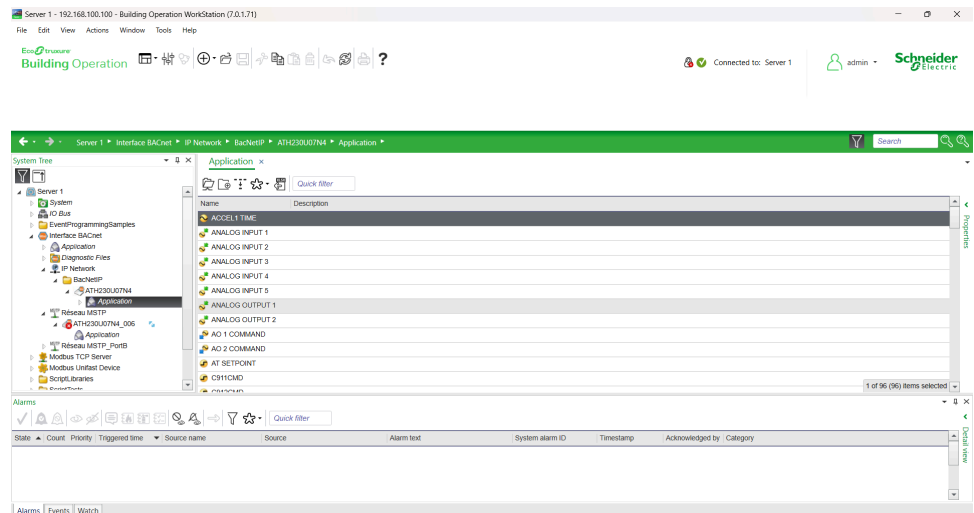 Server 1 - 192.168.100.100 - Building Operation WorkStation (7.0.1.71)
File Edit View Actions Window Tools Help
EcoStruxure
Building Operation
Connected to: Server 1
admin
Schneider
Electric
Server 1 Interface BACnet IP Network BacNetIP ATH230U07N4 Application
Search
System Tree
Application
Quick filter
Name Description
Server 1
System
IO Bus
EventProgrammingSamples
Interface BACnet
Application
Diagnostic Files
IP Network
BacNetIP
ATH230U07N4
Application
Réseau MSTP
ATH230U07N4_006
Application
Réseau MSTP_PortB
Modbus TCP Server
Modbus Unifast Device
ScriptLibraries
ScriptTests
ACCEL1 TIME
ANALOG INPUT 1
ANALOG INPUT 2
ANALOG INPUT 3
ANALOG INPUT 4
ANALOG INPUT 5
ANALOG OUTPUT 1
ANALOG OUTPUT 2
AO 1 COMMAND
AO 2 COMMAND
AT SETPOINT
C911CMD
C912CMD
Properties
1 of 96 (96) items selected
Alarms
Quick filter
State Count Priority Triggered time Source name Source Alarm text System alarm ID Timestamp Acknowledged by Category
Detail view
Alarms Events Watch